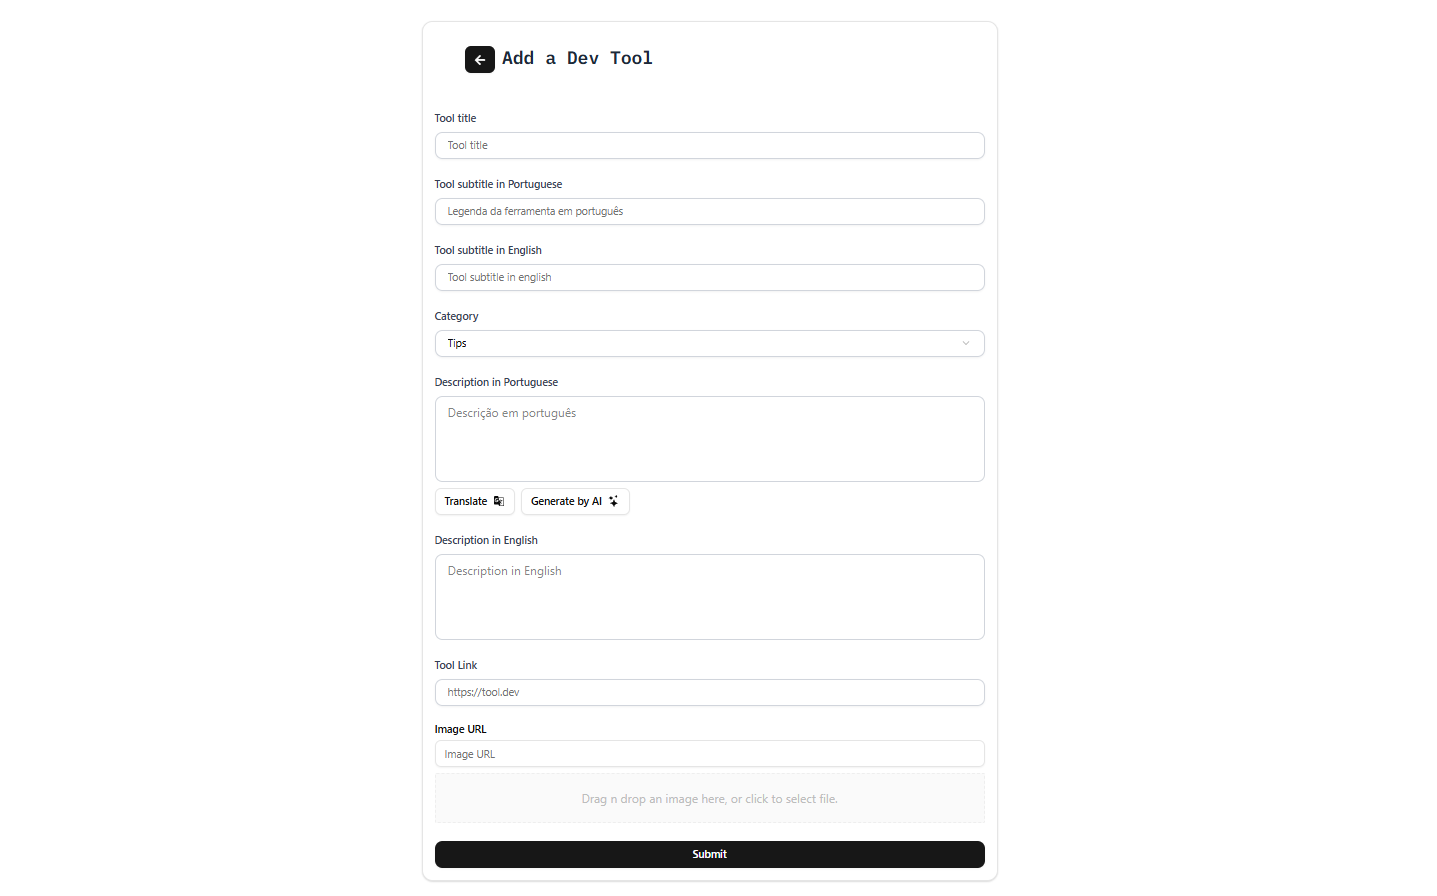 Add a Dev Tool
Tool title
Tool title
Tool subtitle in Portuguese
Legenda da ferramenta em português
Tool subtitle in English
Tool subtitle in english
Category
Tips
Description in Portuguese
Descrição em português
Translate Generate by AI
Description in English
Description in English
Tool Link
https://tool.dev
Image URL
Image URL
Drag n drop an image here, or click to select file.
Submit